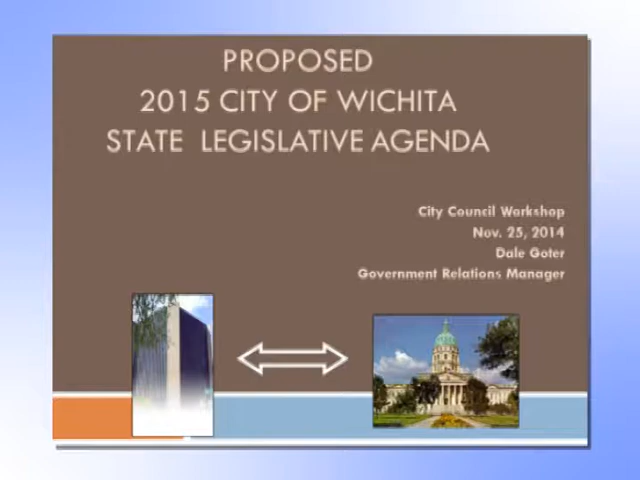 PROPOSED
2015 CITY OF WICHITA
STATE LEGISLATIVE AGENDA
City Council Workshop
Nov. 25, 2014
Dale Goter
Government Relations Manager